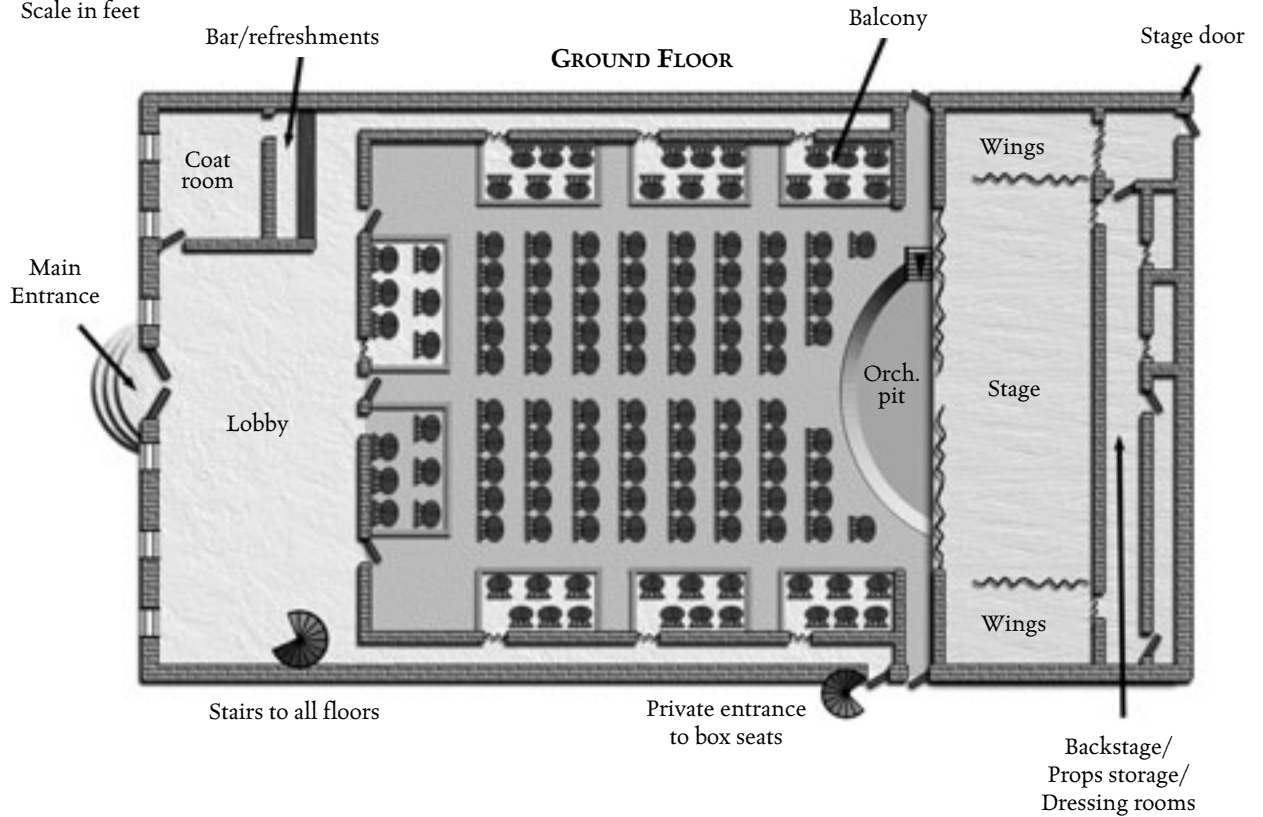 Scale in feet
Bar/refreshments
Balcony
Stage door
GROUND FLOOR
Wings
Coat
room
Main
Entrance
Lobby
Orch.
pit
Stage
Wings
Stairs to all floors
Private entrance
to box seats
Backstage/
Props storage/
Dressing rooms